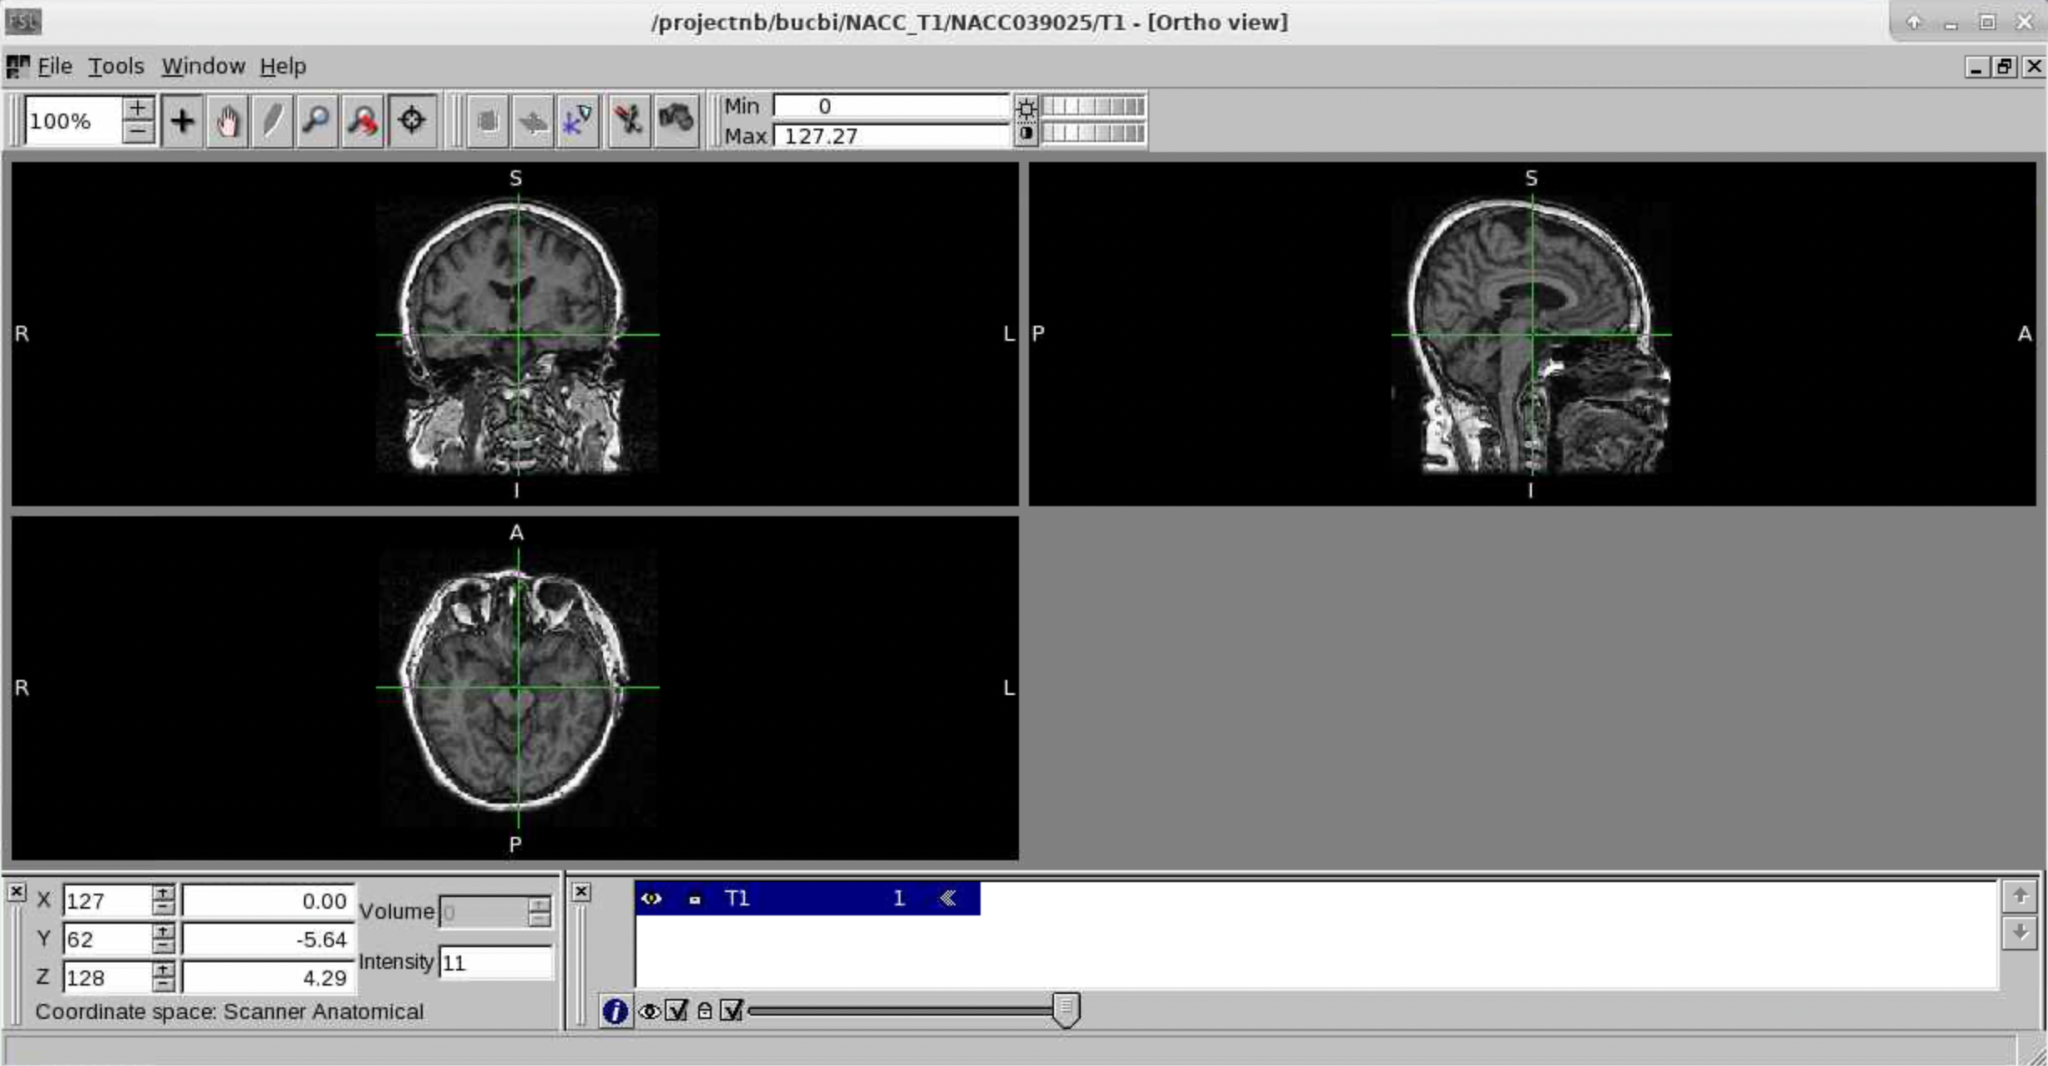 FSL
/projectnb/bucbi/NACC_T1/NACC039025/T1 - [Ortho view]
File Tools Window Help
100%
Min 0
Max 127.27
S
R
L
I
S
P
A
I
A
R
L
P
X 127 0.00
Y 62 -5.64
Z 128 4.29
Volume 0
Intensity 11
Coordinate space: Scanner Anatomical
T1 1